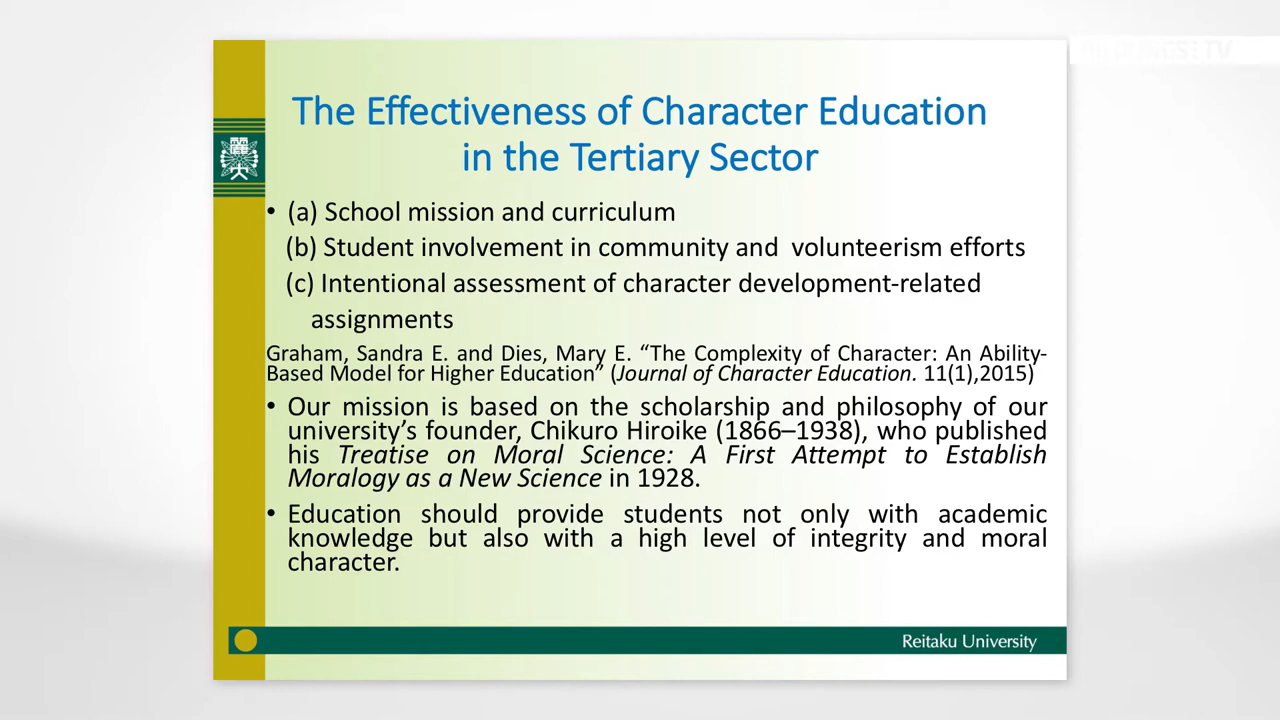 The Effectiveness of Character Education
in the Tertiary Sector
• (a) School mission and curriculum
(b) Student involvement in community and volunteerism efforts
(c) Intentional assessment of character development-related
assignments
Graham, Sandra E. and Dies, Mary E. “The Complexity of Character: An Ability-
Based Model for Higher Education” (Journal of Character Education. 11(1),2015)
• Our mission is based on the scholarship and philosophy of our
university’s founder, Chikuro Hiroike (1866–1938), who published
his Treatise on Moral Science: A First Attempt to Establish
Moralogy as a New Science in 1928.
• Education should provide students not only with academic
knowledge but also with a high level of integrity and moral
character.
Reitaku University